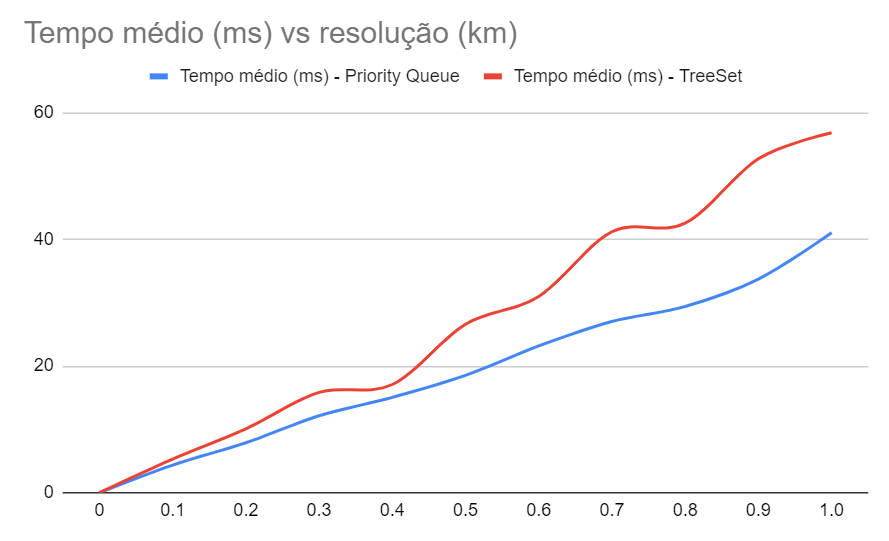 Tempo médio (ms) vs resolução (km)
Tempo médio (ms) - Priority Queue Tempo médio (ms) - TreeSet
60
40
20
0
0 0.1 0.2 0.3 0.4 0.5 0.6 0.7 0.8 0.9 1.0